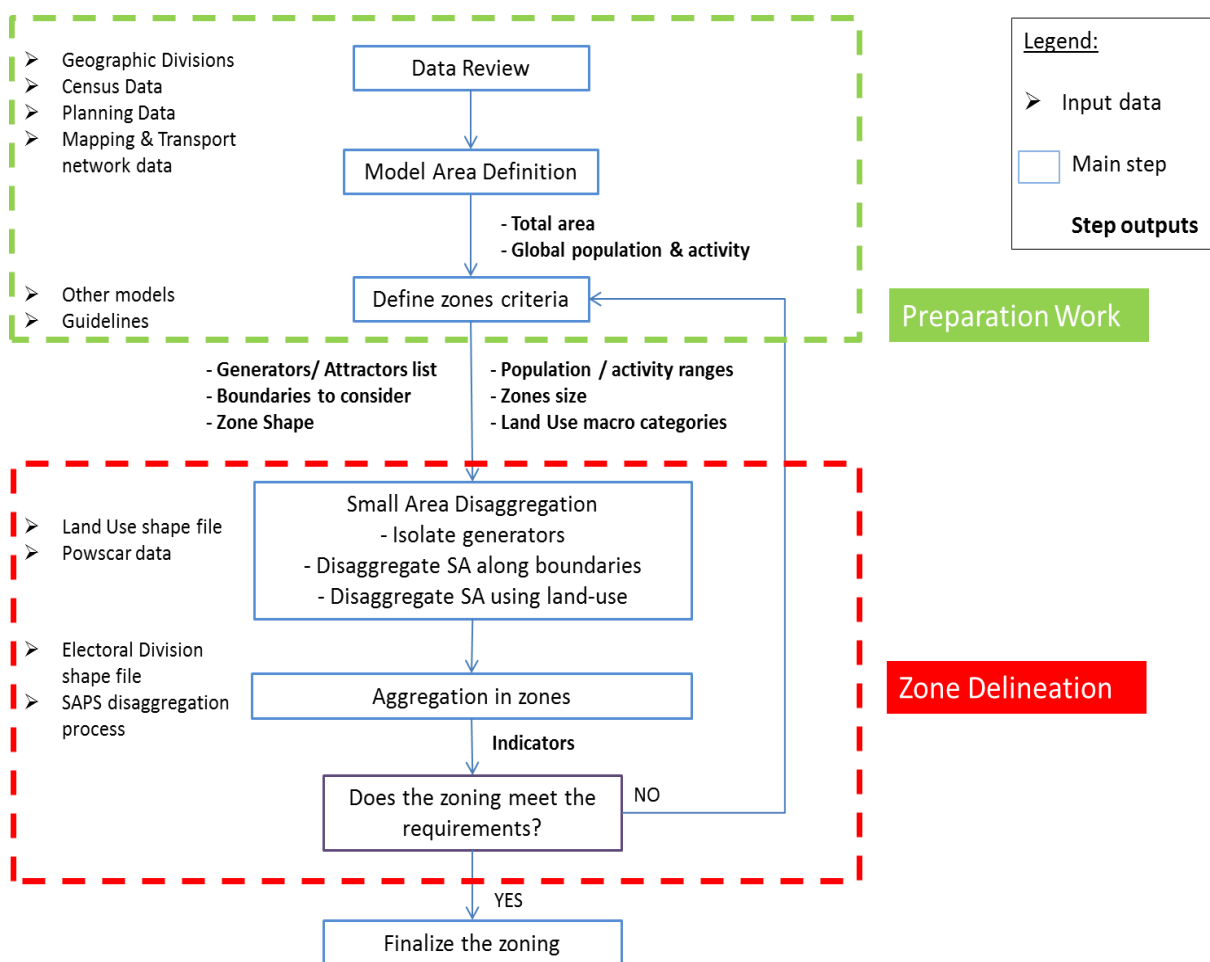 ➢ Geographic Divisions
➢ Census Data
➢ Planning Data
➢ Mapping & Transport
network data
Data Review
Model Area Definition
- Total area
- Global population & activity
➢ Other models
➢ Guidelines
Define zones criteria
Legend:
➢ Input data
Main step
Step outputs
Preparation Work
- Generators/ Attractors list
- Boundaries to consider
- Zone Shape
- Population / activity ranges
- Zones size
- Land Use macro categories
➢ Land Use shape file
➢ Powscar data
Small Area Disaggregation
- Isolate generators
- Disaggregate SA along boundaries
- Disaggregate SA using land-use
➢ Electoral Division
shape file
➢ SAPS disaggregation
process
Aggregation in zones
Zone Delineation
Indicators
Does the zoning meet the
requirements?
NO
YES
Finalize the zoning